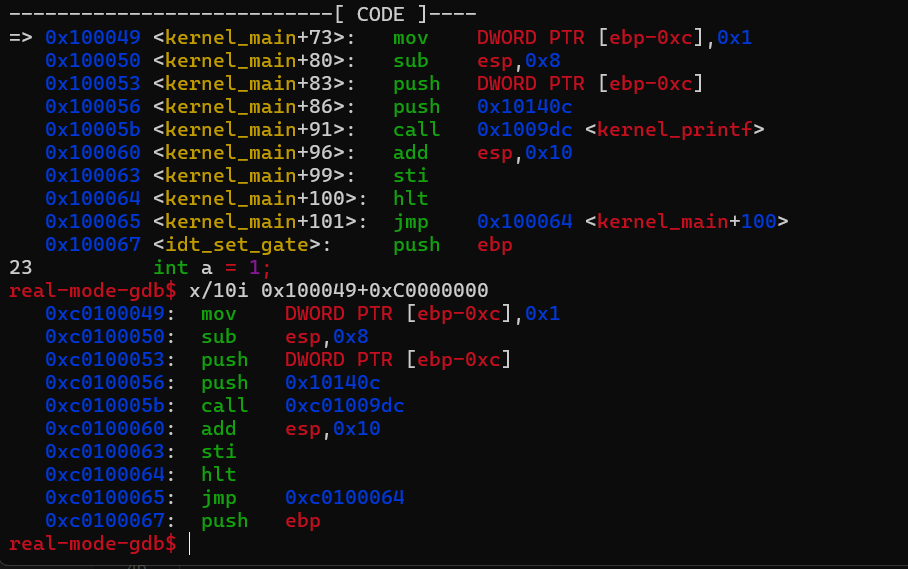 ----------------------------[ CODE ]----
=> 0x100049 <kernel_main+73>:   mov    DWORD PTR [ebp-0xc],0x1
   0x100050 <kernel_main+80>:   sub    esp,0x8
   0x100053 <kernel_main+83>:   push   DWORD PTR [ebp-0xc]
   0x100056 <kernel_main+86>:   push   0x10140c
   0x10005b <kernel_main+91>:   call   0x1009dc <kernel_printf>
   0x100060 <kernel_main+96>:   add    esp,0x10
   0x100063 <kernel_main+99>:   sti
   0x100064 <kernel_main+100>:  hlt
   0x100065 <kernel_main+101>:  jmp    0x100064 <kernel_main+100>
   0x100067 <idt_set_gate>:     push   ebp
23          int a = 1;
real-mode-gdb$ x/10i 0x100049+0xC0000000
   0xc0100049:  mov    DWORD PTR [ebp-0xc],0x1
   0xc0100050:  sub    esp,0x8
   0xc0100053:  push   DWORD PTR [ebp-0xc]
   0xc0100056:  push   0x10140c
   0xc010005b:  call   0xc01009dc
   0xc0100060:  add    esp,0x10
   0xc0100063:  sti
   0xc0100064:  hlt
   0xc0100065:  jmp    0xc0100064
   0xc0100067:  push   ebp
real-mode-gdb$